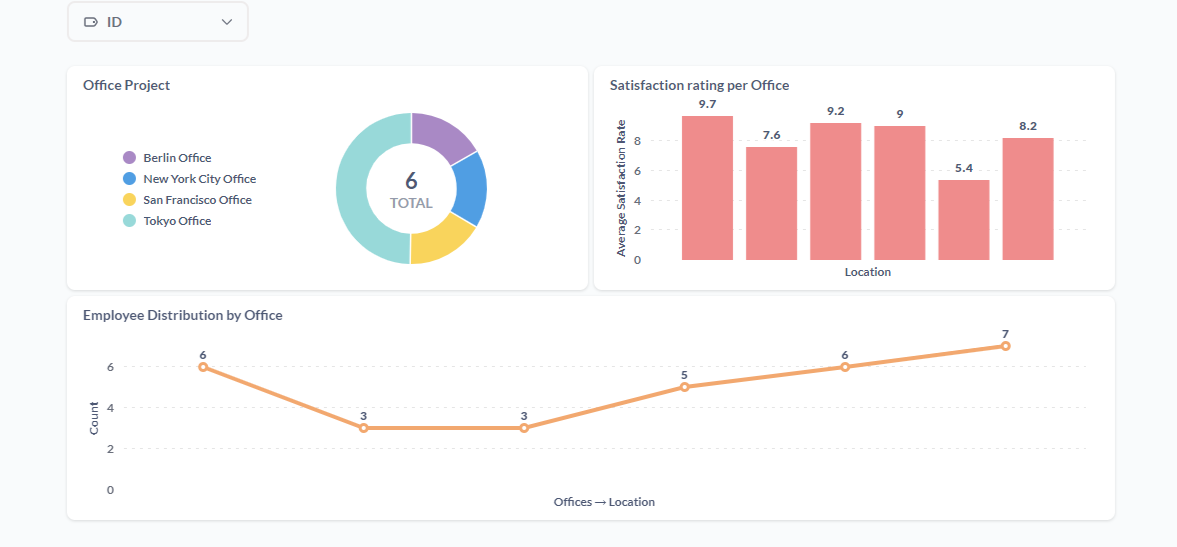 ID
Office Project
Berlin Office
New York City Office
San Francisco Office
Tokyo Office
6
TOTAL
Satisfaction rating per Office
Average Satisfaction Rate
8
6
4
2
0
9.7
7.6
9.2
9
5.4
8.2
Location
Employee Distribution by Office
Count
6
4
2
0
6
3
3
5
6
7
Offices → Location